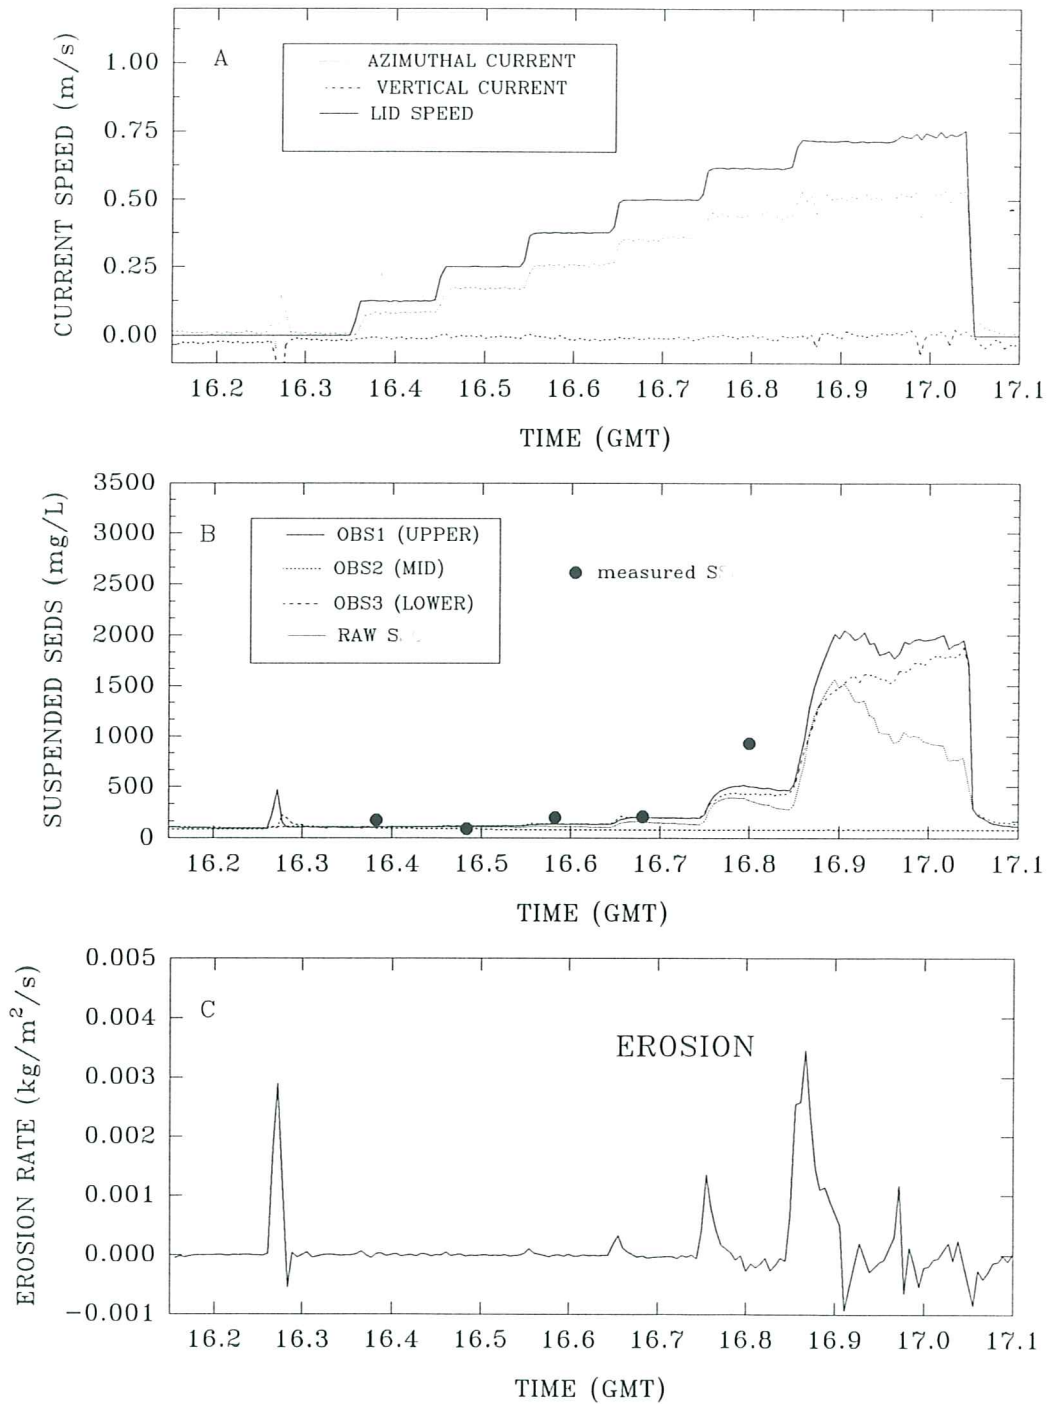 A
AZIMUTHAL CURRENT
VERTICAL CURRENT
LID SPEED
CURRENT SPEED (m/s)
1.00
0.75
0.50
0.25
0.00
16.2 16.3 16.4 16.5 16.6 16.7 16.8 16.9 17.0 17.1
TIME (GMT)
B
OBS1 (UPPER)
OBS2 (MID)
OBS3 (LOWER)
RAW
measured
SUSPENDED SEDS (mg/L)
3500
3000
2500
2000
1500
1000
500
0
16.2 16.3 16.4 16.5 16.6 16.7 16.8 16.9 17.0 17.1
TIME (GMT)
C
EROSION
EROSION RATE (kg/m²/s)
0.005
0.004
0.003
0.002
0.001
0.000
−0.001
16.2 16.3 16.4 16.5 16.6 16.7 16.8 16.9 17.0 17.1
TIME (GMT)